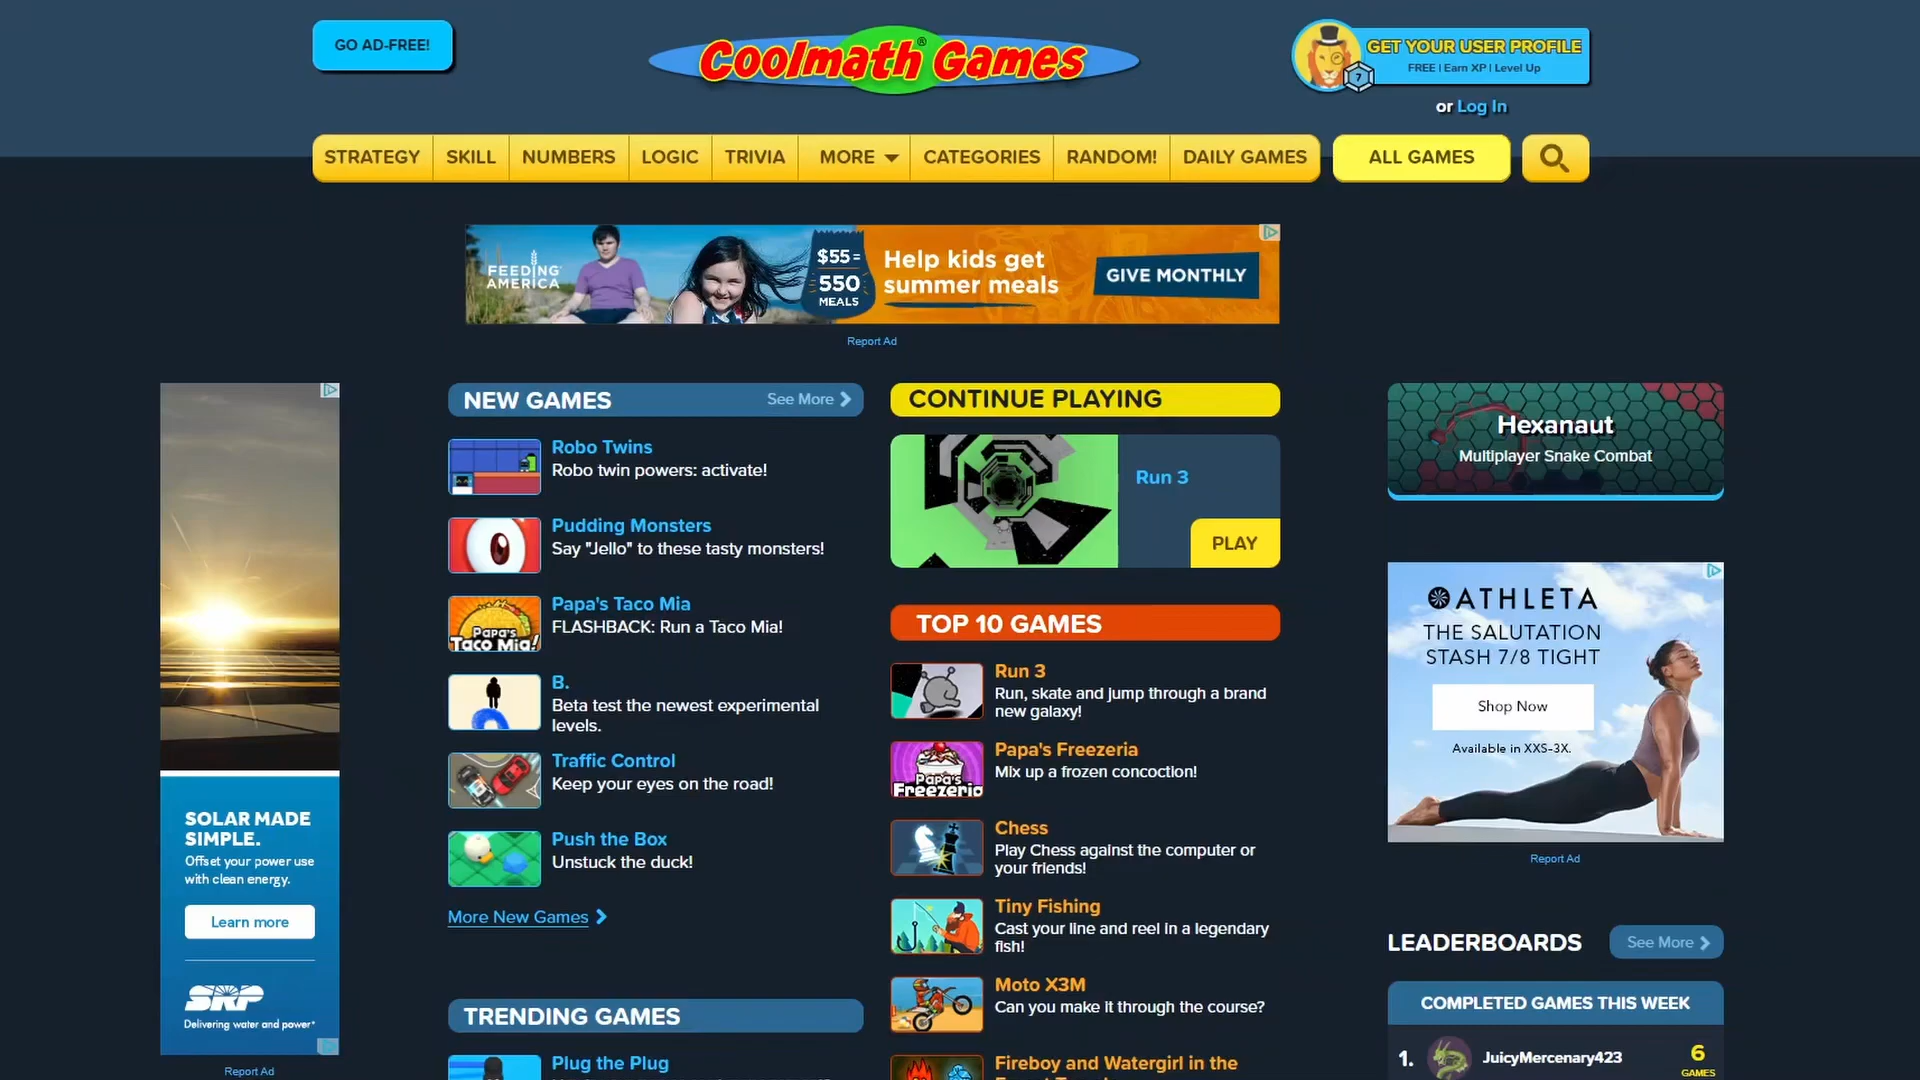 GO AD-FREE!
Coolmath Games
®
GET YOUR USER PROFILE
FREE | Earn XP | Level Up
7
or Log In
STRATEGY
SKILL
NUMBERS
LOGIC
TRIVIA
MORE
CATEGORIES
RANDOM!
DAILY GAMES
ALL GAMES
FEEDING
AMERICA
$55=
550
MEALS
Help kids get
summer meals
GIVE MONTHLY
Report Ad
SOLAR MADE
SIMPLE.
Offset your power use
with clean energy.
Learn more
SRP
Delivering water and power®
Report Ad
NEW GAMES
See More
Robo Twins
Robo twin powers: activate!
Pudding Monsters
Say "Jello" to these tasty monsters!
Papa's
Taco Mia!
Papa's Taco Mia
FLASHBACK: Run a Taco Mia!
B.
Beta test the newest experimental
levels.
Traffic Control
Keep your eyes on the road!
Push the Box
Unstuck the duck!
More New Games
TRENDING GAMES
Plug the Plug
CONTINUE PLAYING
Run 3
PLAY
TOP 10 GAMES
Run 3
Run, skate and jump through a brand
new galaxy!
Papa's
Freezeria
Papa's Freezeria
Mix up a frozen concoction!
Chess
Play Chess against the computer or
your friends!
Tiny Fishing
Cast your line and reel in a legendary
fish!
Moto X3M
Can you make it through the course?
Fireboy and Watergirl in the
Hexanaut
Multiplayer Snake Combat
ATHLETA
THE SALUTATION
STASH 7/8 TIGHT
Shop Now
Available in XXS-3X.
Report Ad
LEADERBOARDS
See More
COMPLETED GAMES THIS WEEK
1.
JuicyMercenary423
6
GAMES